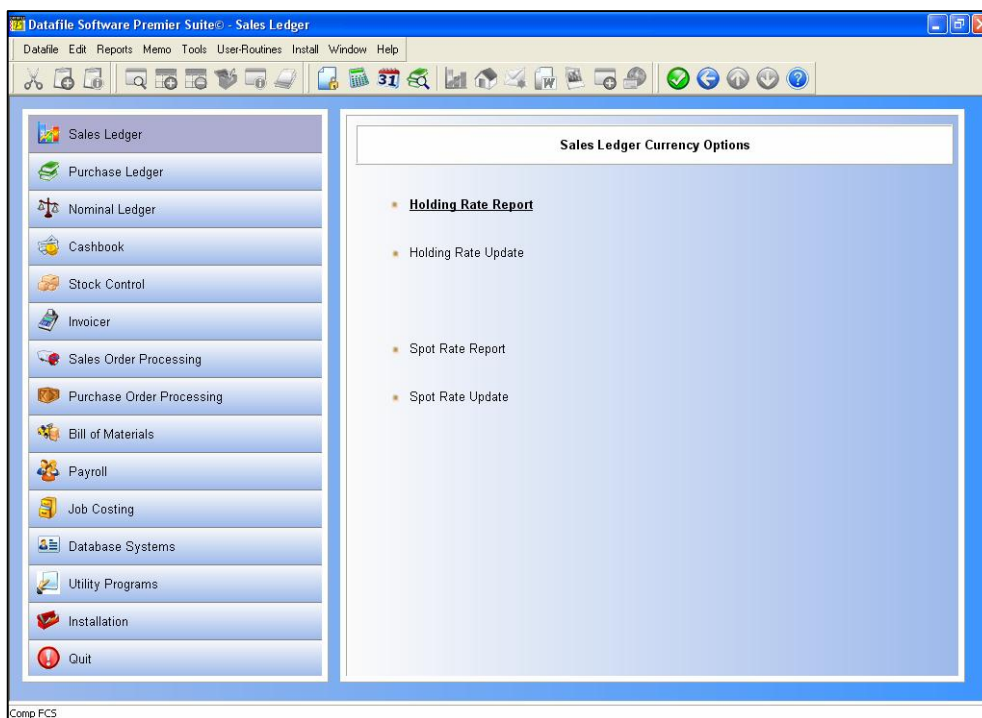 Datafile Software Premier Suite© - Sales Ledger
Datafile Edit Reports Memo Tools User-Routines Install Window Help
31
W
Sales Ledger
Purchase Ledger
Nominal Ledger
Cashbook
Stock Control
Invoicer
Sales Order Processing
Purchase Order Processing
Bill of Materials
Payroll
Job Costing
Database Systems
Utility Programs
Installation
Quit
Sales Ledger Currency Options
Holding Rate Report
Holding Rate Update
Spot Rate Report
Spot Rate Update
Comp FCS